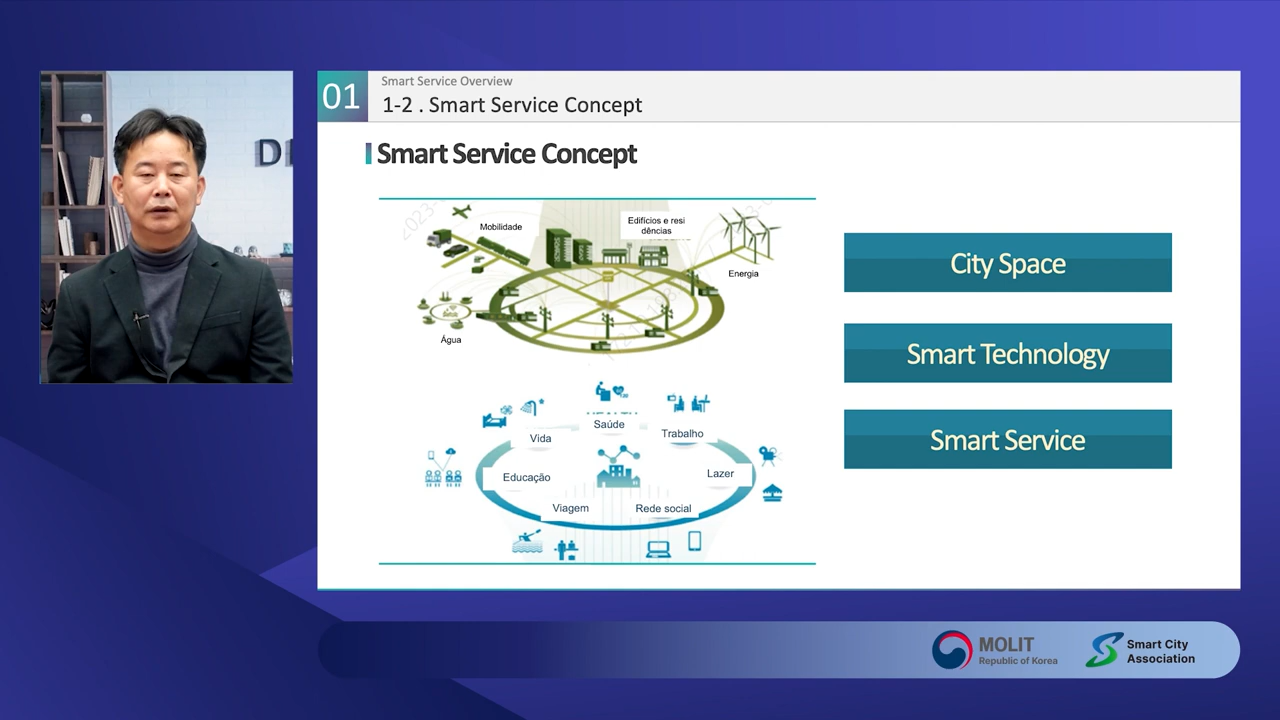 01
Smart Service Overview
1-2 . Smart Service Concept
Smart Service Concept
Mobilidade
Edifícios e resi
dências
Energia
Água
Saúde
Vida
Trabalho
Educação
Lazer
Viagem
Rede social
City Space
Smart Technology
Smart Service
MOLIT
Republic of Korea
Smart City
Association